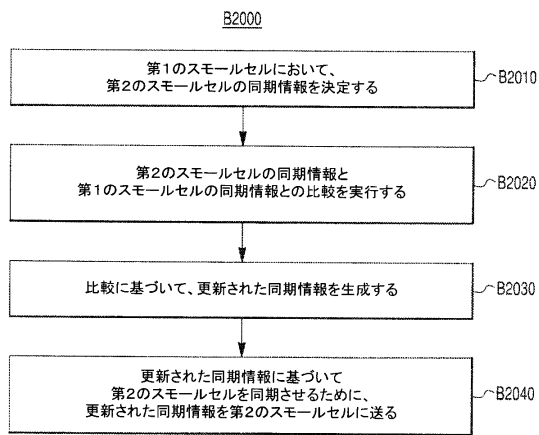 B2000
第1のスモールセルにおいて、
第2のスモールセルの同期情報を決定する
B2010
第2のスモールセルの同期情報と
第1のスモールセルの同期情報との比較を実行する
B2020
比較に基づいて、更新された同期情報を生成する
B2030
更新された同期情報に基づいて
第2のスモールセルを同期させるために、
更新された同期情報を第2のスモールセルに送る
B2040